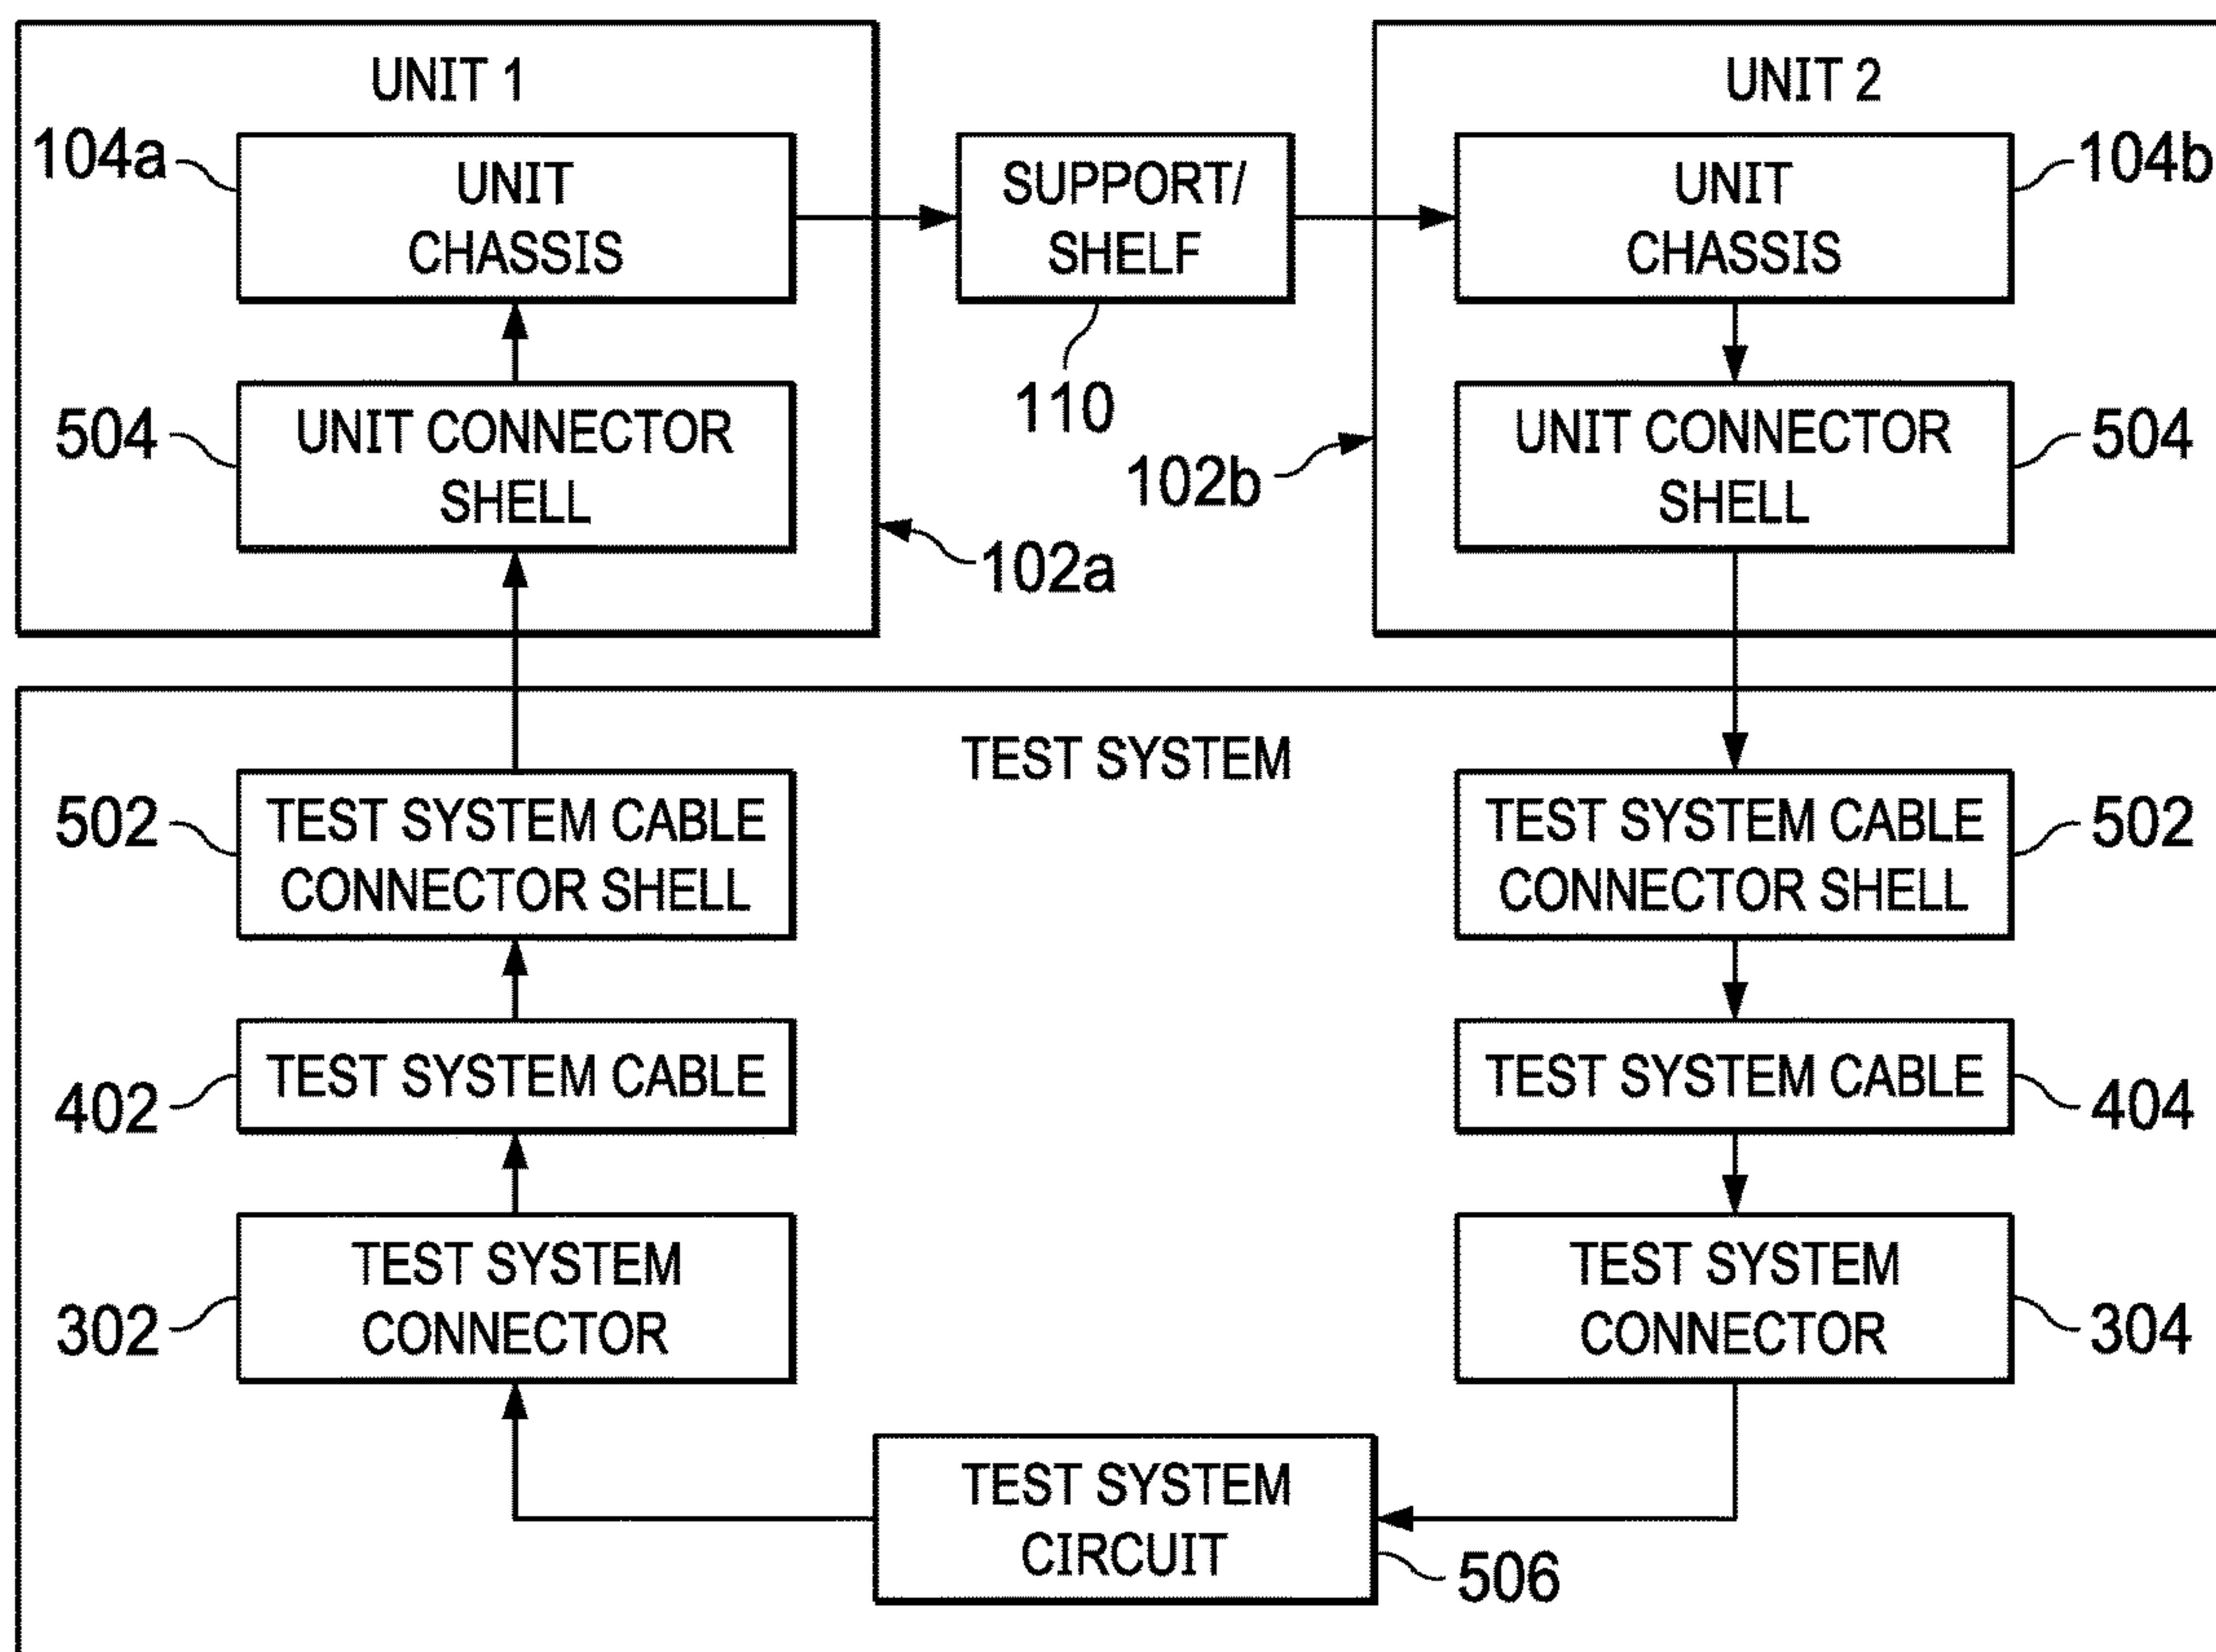 UNIT 1
UNIT 2
104a
UNIT
CHASSIS
SUPPORT/
SHELF
110
UNIT
CHASSIS
104b
504
UNIT CONNECTOR
SHELL
102a
102b
UNIT CONNECTOR
SHELL
504
TEST SYSTEM
502
TEST SYSTEM CABLE
CONNECTOR SHELL
TEST SYSTEM CABLE
CONNECTOR SHELL
502
402
TEST SYSTEM CABLE
TEST SYSTEM CABLE
404
302
TEST SYSTEM
CONNECTOR
TEST SYSTEM
CONNECTOR
304
TEST SYSTEM
CIRCUIT
506